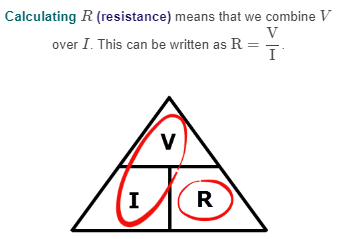 Calculating R (resistance) means that we combine V
over I. This can be written as R = V/I.
V
I R